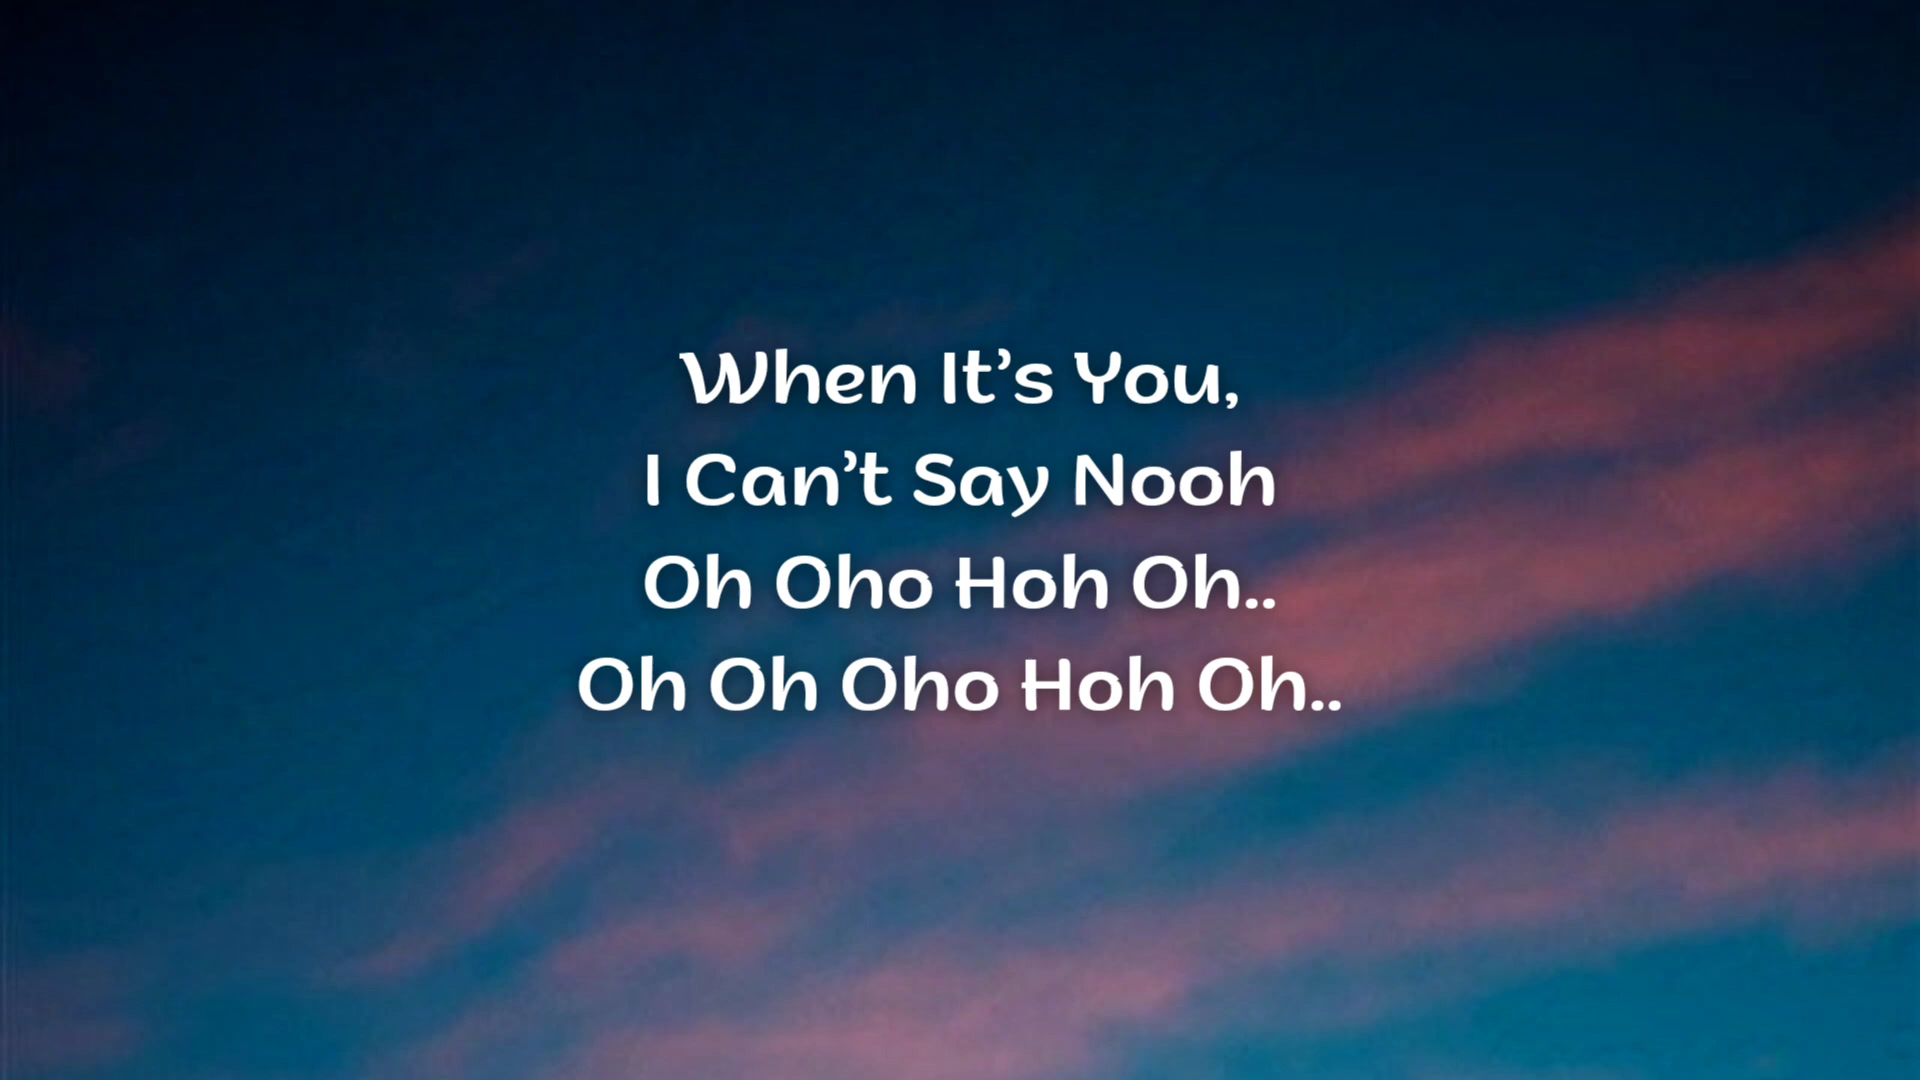 When It’s You,
I Can’t Say Nooh
Oh Oho Hoh Oh..
Oh Oh Oho Hoh Oh..